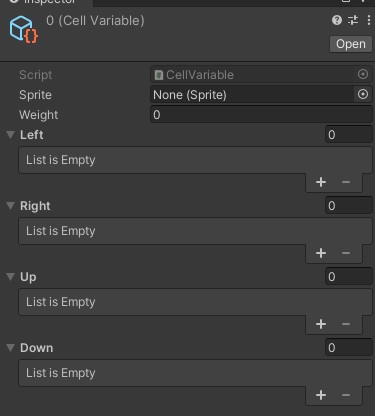 Inspector
0 (Cell Variable)
Open
Script CellVariable
Sprite None (Sprite)
Weight 0
Left 0
List is Empty
+ −
Right 0
List is Empty
+ −
Up 0
List is Empty
+ −
Down 0
List is Empty
+ −